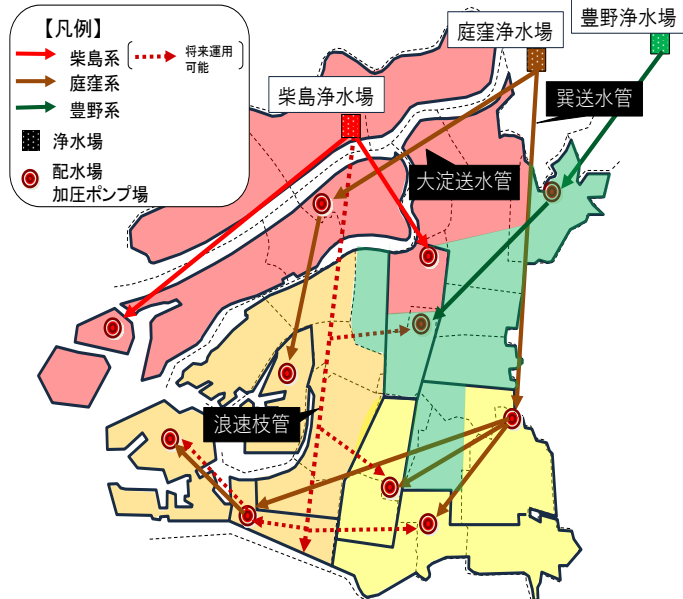 【凡例】
柴島系
将来運用
可能
庭窪系
豊野系
浄水場
配水場
加圧ポンプ場
柴島浄水場
庭窪浄水場
豊野浄水場
巽送水管
大淀送水管
浪速枝管